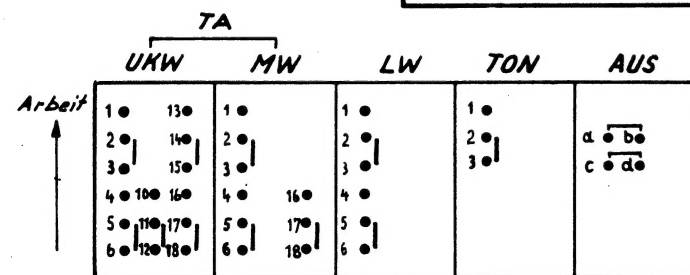 TA
UKW MW LW TON AUS
Arbeit
1 13 1 1 1
2 14 2 2 2 a b
3 15 3 3 3 c d
4 10 16 4 16 4
5 11 17 5 17 5
6 12 18 6 18 6